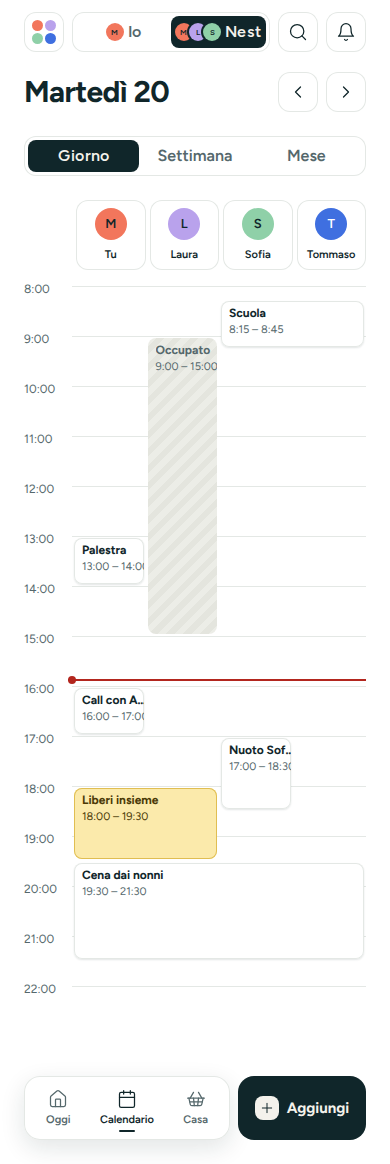 M Io M L S Nest
Martedì 20
Giorno Settimana Mese
M L S T
Tu Laura Sofia Tommaso
8:00
Scuola
8:15 – 8:45
9:00
Occupato
9:00 – 15:00
10:00
11:00
12:00
13:00
Palestra
13:00 – 14:00
14:00
15:00
16:00
Call con A...
16:00 – 17:00
17:00
Nuoto Sof...
17:00 – 18:30
18:00
Liberi insieme
18:00 – 19:30
19:00
Cena dai nonni
20:00
19:30 – 21:30
21:00
22:00
Oggi Calendario Casa
Aggiungi